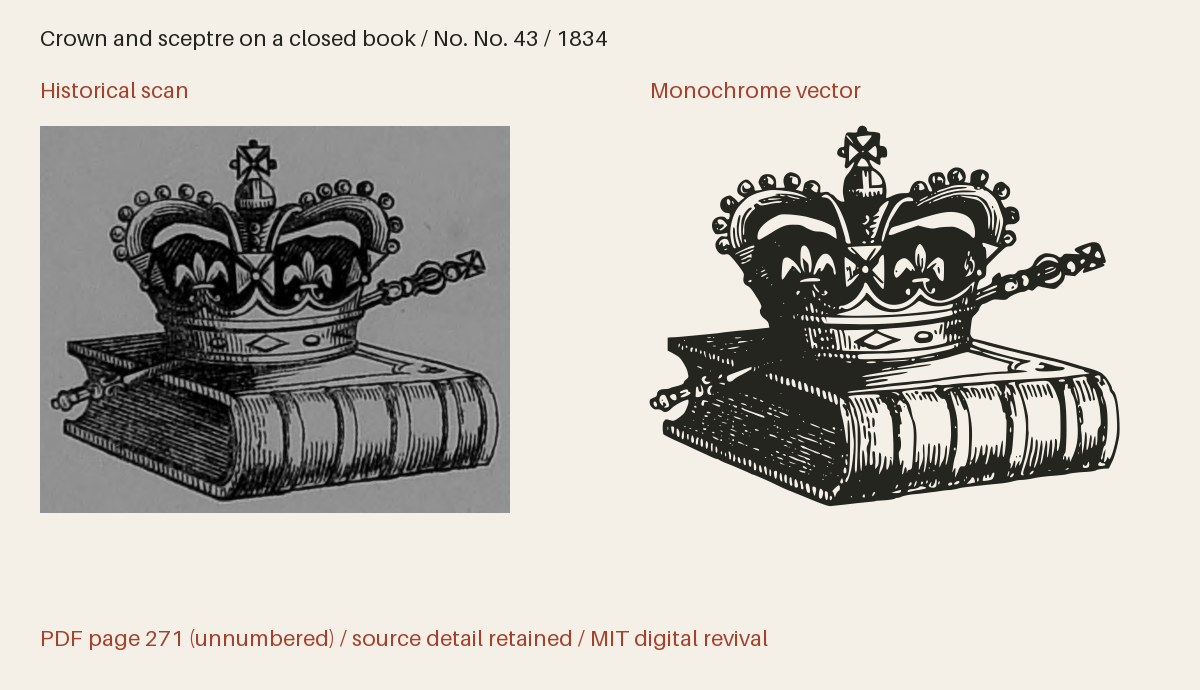 Crown and sceptre on a closed book / No. No. 43 / 1834
Historical scan
Monochrome vector
PDF page 271 (unnumbered) / source detail retained / MIT digital revival